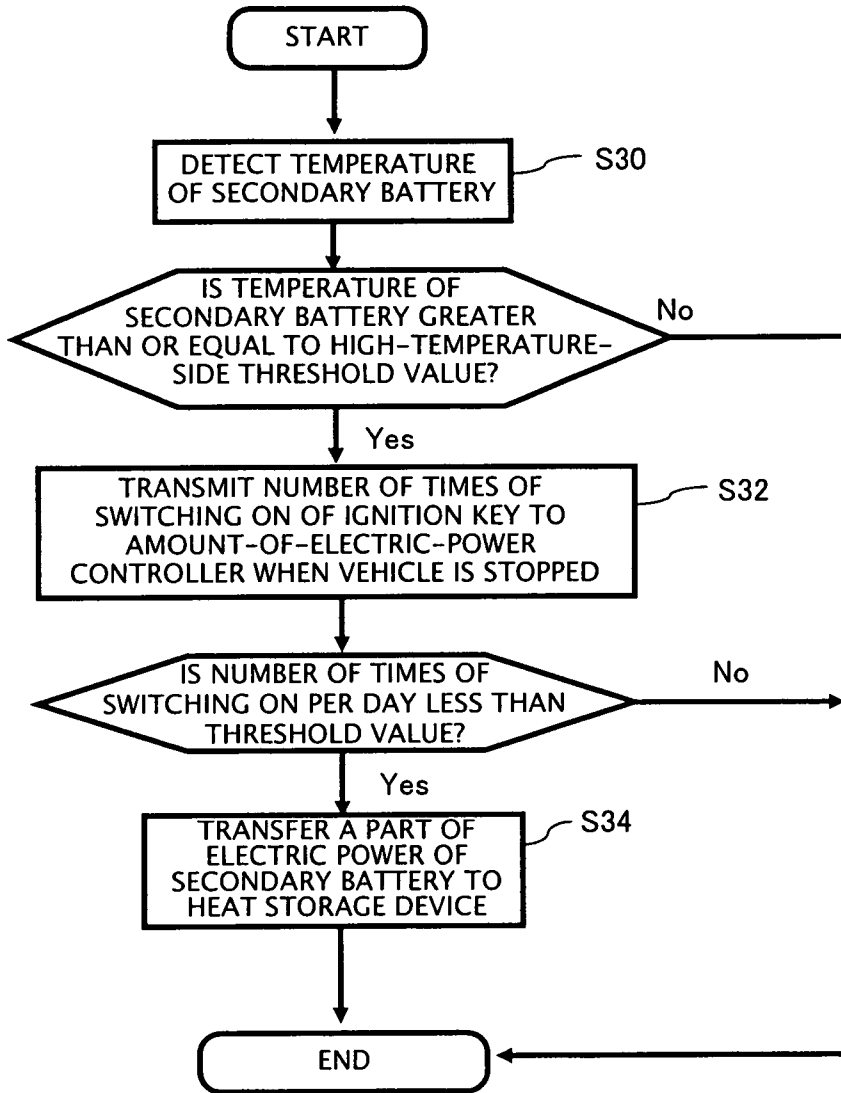 START
DETECT TEMPERATURE
OF SECONDARY BATTERY
S30
IS TEMPERATURE OF
SECONDARY BATTERY GREATER
THAN OR EQUAL TO HIGH-TEMPERATURE-
SIDE THRESHOLD VALUE?
No
Yes
TRANSMIT NUMBER OF TIMES OF
SWITCHING ON OF IGNITION KEY TO
AMOUNT-OF-ELECTRIC-POWER
CONTROLLER WHEN VEHICLE IS STOPPED
S32
IS NUMBER OF TIMES OF
SWITCHING ON PER DAY LESS THAN
THRESHOLD VALUE?
No
Yes
TRANSFER A PART OF
ELECTRIC POWER OF
SECONDARY BATTERY TO
HEAT STORAGE DEVICE
S34
END